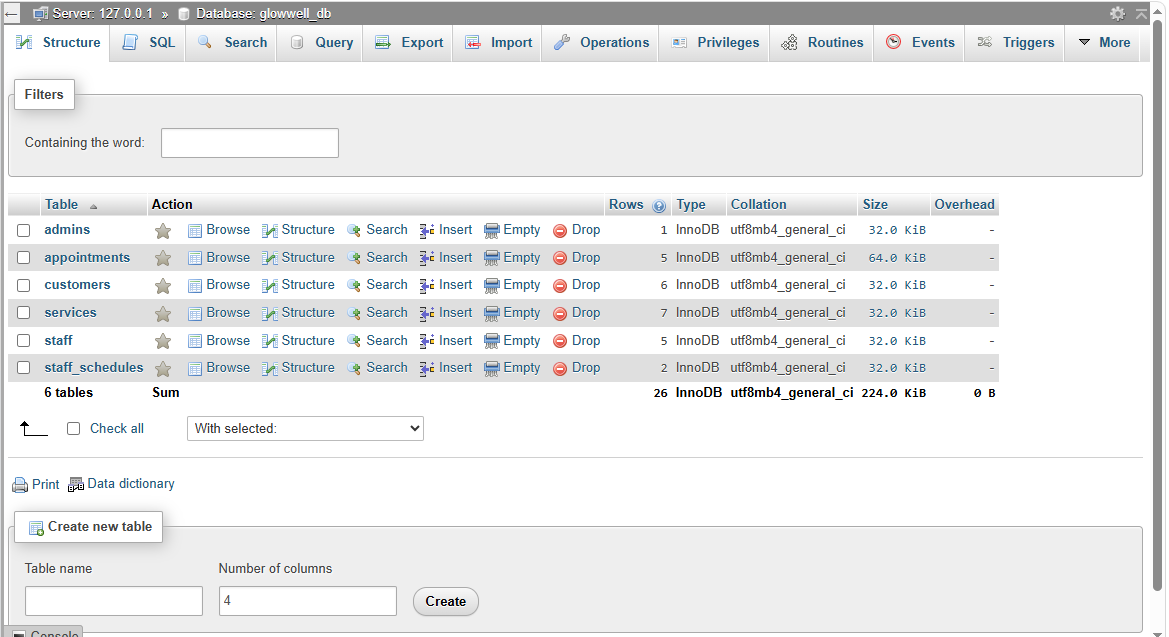 Server: 127.0.0.1 » Database: glowwell_db
Structure SQL Search Query Export Import Operations Privileges Routines Events Triggers More
Filters
Containing the word:
Table Action Rows Type Collation Size Overhead
admins Browse Structure Search Insert Empty Drop 1 InnoDB utf8mb4_general_ci 32.0 KiB -
appointments Browse Structure Search Insert Empty Drop 5 InnoDB utf8mb4_general_ci 64.0 KiB -
customers Browse Structure Search Insert Empty Drop 6 InnoDB utf8mb4_general_ci 32.0 KiB -
services Browse Structure Search Insert Empty Drop 7 InnoDB utf8mb4_general_ci 32.0 KiB -
staff Browse Structure Search Insert Empty Drop 5 InnoDB utf8mb4_general_ci 32.0 KiB -
staff_schedules Browse Structure Search Insert Empty Drop 2 InnoDB utf8mb4_general_ci 32.0 KiB -
6 tables Sum 26 InnoDB utf8mb4_general_ci 224.0 KiB 0 B
Check all With selected:
Print Data dictionary
Create new table
Table name Number of columns
4 Create
Console